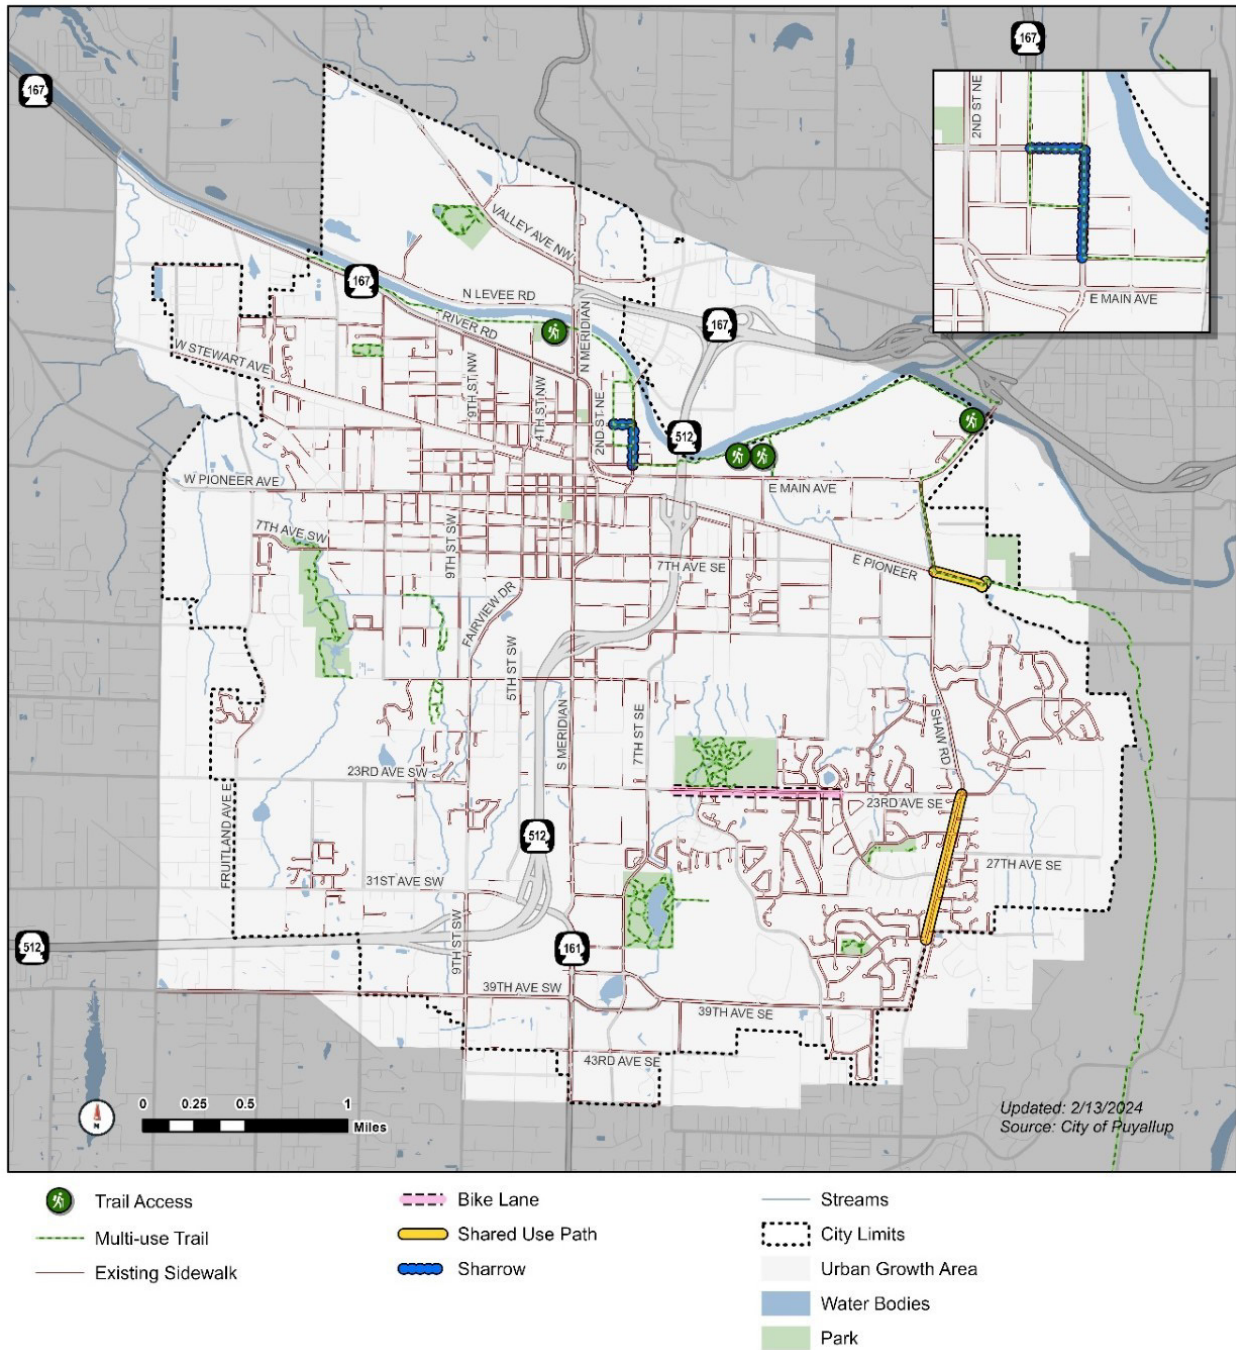 167
167
2ND ST NE
E MAIN AVE
VALLEY AVE NW
167
N LEVEE RD
167
RIVER RD
N MERIDIAN
W STEWART AVE
9TH ST NW
4TH ST NW
2ND ST NE
512
W PIONEER AVE
E MAIN AVE
7TH AVE SW
9TH ST SW
7TH AVE SE
E PIONEER
FAIRVIEW DR
5TH ST SW
S MERIDIAN
7TH ST SE
SHAW RD
23RD AVE SW
23RD AVE SE
FRUITLAND AVE E
512
27TH AVE SE
31ST AVE SW
9TH ST SW
512
161
39TH AVE SW
39TH AVE SE
43RD AVE SE
N
0 0.25 0.5 1
Miles
Updated: 2/13/2024
Source: City of Puyallup
Trail Access
Multi-use Trail
Existing Sidewalk
Bike Lane
Shared Use Path
Sharrow
Streams
City Limits
Urban Growth Area
Water Bodies
Park